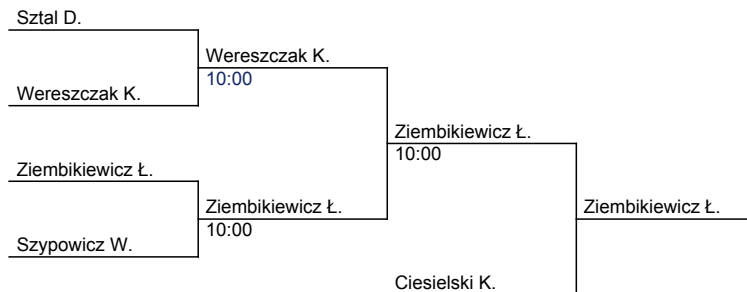 Sztal D.
Wereszczak K.
10:00
Wereszczak K.
Ziembikiewicz Ł.
10:00
Ziembikiewicz Ł.
Ziembikiewicz Ł.
Ziembikiewicz Ł.
10:00
Szypowicz W.
Ciesielski K.